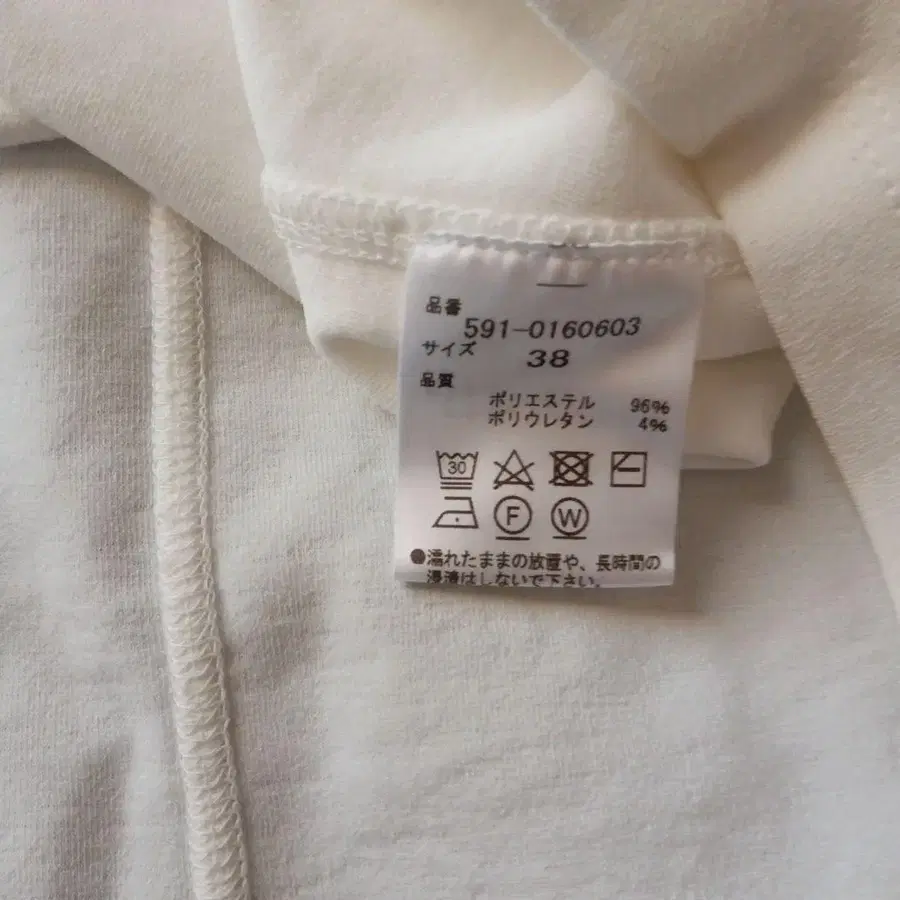 品番
591-0160603
サイズ 38
品質
ポリエステル 96%
ポリウレタン 4%
30
F W
●濡れたままの放置や、長時間の
浸漬はしないで下さい。